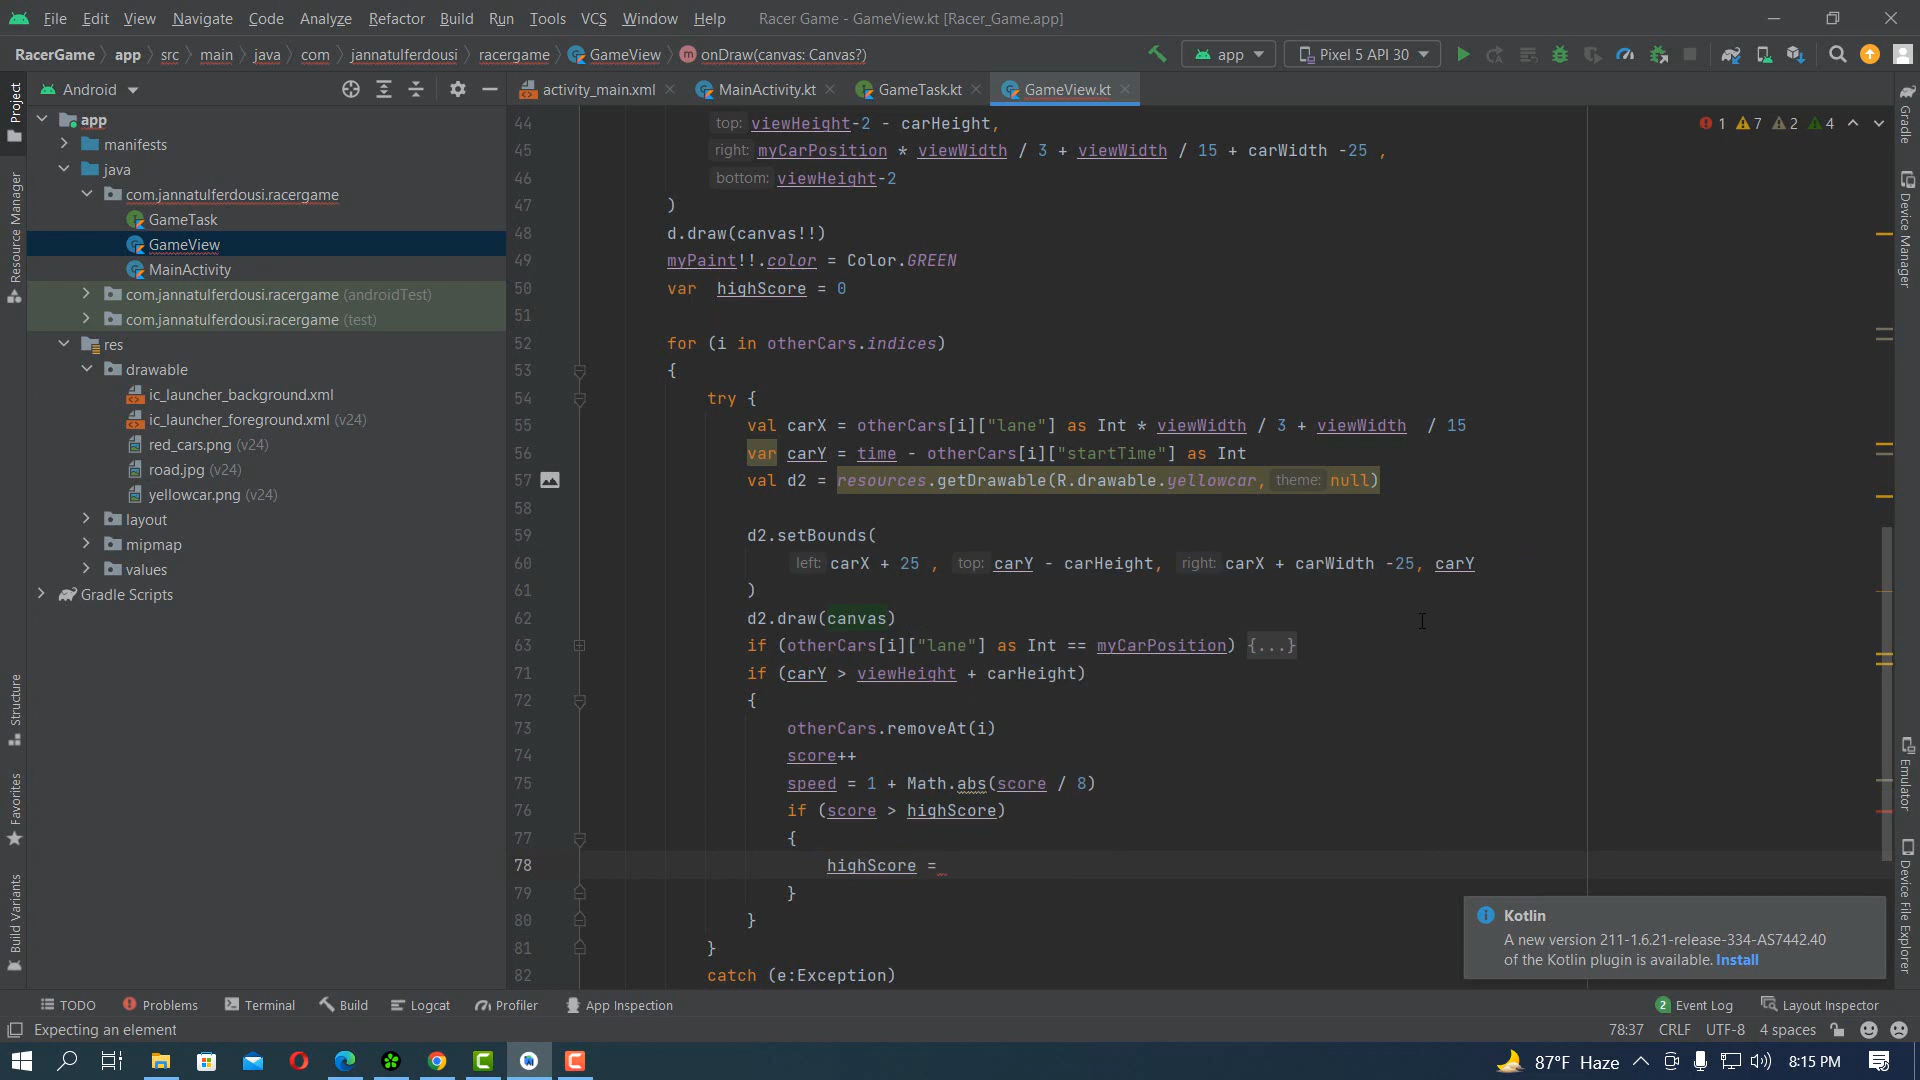 File Edit View Navigate Code Analyze Refactor Build Run Tools VCS Window Help Racer Game - GameView.kt [Racer_Game.app]
RacerGame app src main java com jannatulferdousi racergame GameView onDraw(canvas: Canvas?) app Pixel 5 API 30
Android activity_main.xml MainActivity.kt GameTask.kt GameView.kt
Project
Resource Manager
Structure
Favorites
Build Variants
app
manifests
java
com.jannatulferdousi.racergame
GameTask
GameView
MainActivity
com.jannatulferdousi.racergame (androidTest)
com.jannatulferdousi.racergame (test)
res
drawable
ic_launcher_background.xml
ic_launcher_foreground.xml (v24)
red_cars.png (v24)
road.jpg (v24)
yellowcar.png (v24)
layout
mipmap
values
Gradle Scripts
1 7 2 4
44 top: viewHeight-2 - carHeight,
45 right: myCarPosition * viewWidth / 3 + viewWidth / 15 + carWidth -25 ,
46 bottom: viewHeight-2
47 )
48 d.draw(canvas!!)
49 myPaint!!.color = Color.GREEN
50 var highScore = 0
51
52 for (i in otherCars.indices)
53 {
54 try {
55 val carX = otherCars[i]["lane"] as Int * viewWidth / 3 + viewWidth / 15
56 var carY = time - otherCars[i]["startTime"] as Int
57 val d2 = resources.getDrawable(R.drawable.yellowcar, theme: null)
58
59 d2.setBounds(
60 left: carX + 25 , top: carY - carHeight, right: carX + carWidth -25, carY
61 )
62 d2.draw(canvas)
63 if (otherCars[i]["lane"] as Int == myCarPosition) {...}
71 if (carY > viewHeight + carHeight)
72 {
73 otherCars.removeAt(i)
74 score++
75 speed = 1 + Math.abs(score / 8)
76 if (score > highScore)
77 {
78 highScore =
79 }
80 }
81 }
82 catch (e:Exception)
Gradle
Device Manager
Emulator
Device File Explorer
Kotlin
A new version 211-1.6.21-release-334-AS7442.40
of the Kotlin plugin is available. Install
TODO Problems Terminal Build Logcat Profiler App Inspection 2 Event Log Layout Inspector
Expecting an element 78:37 CRLF UTF-8 4 spaces
87°F Haze 8:15 PM